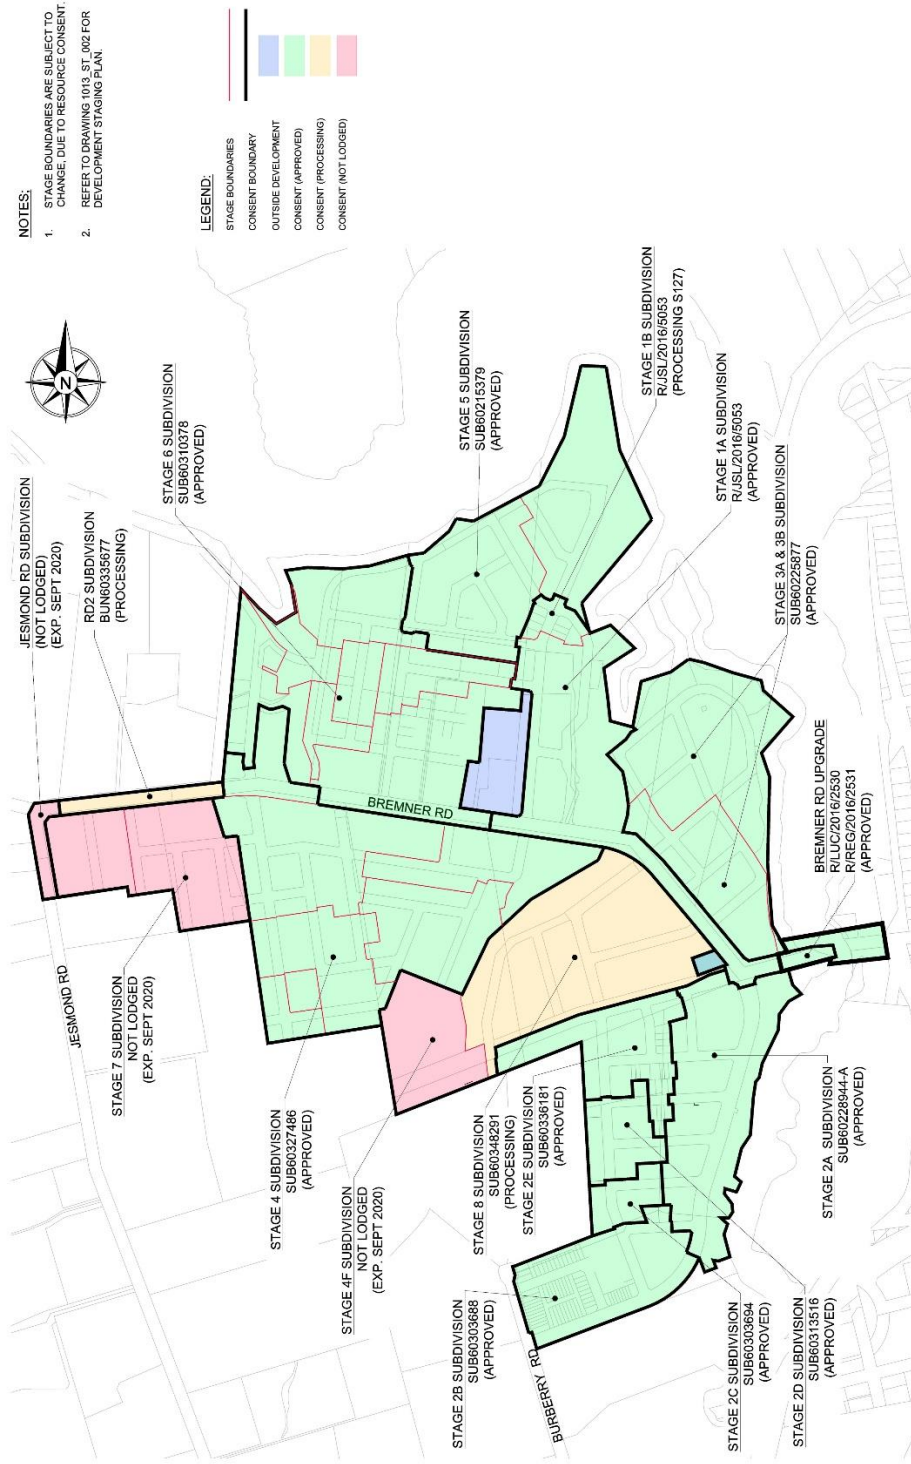 NOTES:
1. STAGE BOUNDARIES ARE SUBJECT TO
CHANGE, DUE TO RESOURCE CONSENT.
2. REFER TO DRAWING 1013_ST_002 FOR
DEVELOPMENT STAGING PLAN.
LEGEND:
STAGE BOUNDARIES
CONSENT BOUNDARY
OUTSIDE DEVELOPMENT
CONSENT (APPROVED)
CONSENT (PROCESSING)
CONSENT (NOT LODGED)
N
JESMOND RD SUBDIVISION
(NOT LODGED)
(EXP. SEPT 2020)
RD2 SUBDIVISION
BUN60335677
(PROCESSING)
STAGE 6 SUBDIVISION
SUB60310378
(APPROVED)
STAGE 5 SUBDIVISION
SUB60215379
(APPROVED)
STAGE 1B SUBDIVISION
R/JSL/2016/5053
(PROCESSING S127)
STAGE 1A SUBDIVISION
R/JSL/2016/5053
(APPROVED)
STAGE 3A & 3B SUBDIVISION
SUB60225877
(APPROVED)
BREMNER RD UPGRADE
R/LUC/2016/2530
R/REG/2016/2531
(APPROVED)
BREMNER RD
JESMOND RD
STAGE 7 SUBDIVISION
NOT LODGED
(EXP. SEPT 2020)
STAGE 4 SUBDIVISION
SUB60327486
(APPROVED)
STAGE 4F SUBDIVISION
NOT LODGED
(EXP. SEPT 2020)
STAGE 8 SUBDIVISION
SUB60348291
(PROCESSING)
STAGE 2E SUBDIVISION
SUB60336181
(APPROVED)
STAGE 2A SUBDIVISION
SUB60228944-A
(APPROVED)
STAGE 2B SUBDIVISION
SUB60303688
(APPROVED)
BURBERRY RD
STAGE 2C SUBDIVISION
SUB60303694
(APPROVED)
STAGE 2D SUBDIVISION
SUB60313516
(APPROVED)